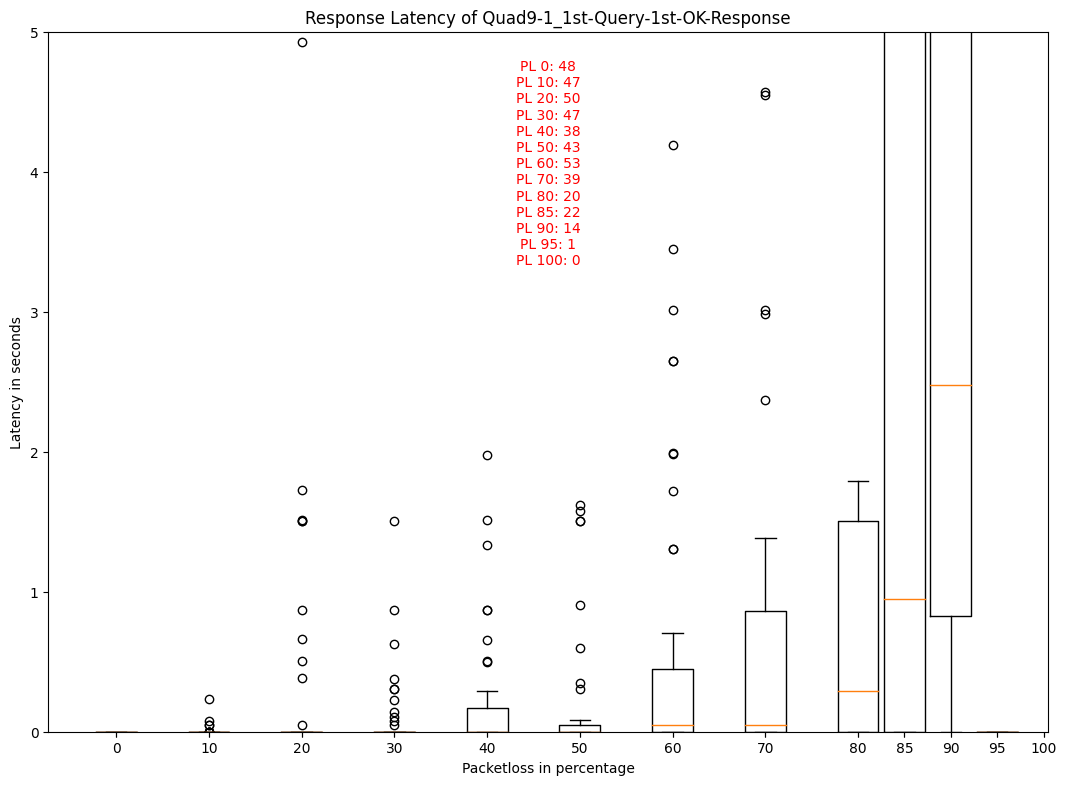 Response Latency of Quad9-1_1st-Query-1st-OK-Response
5
4
3
2
1
0
Latency in seconds
PL 0: 48
PL 10: 47
PL 20: 50
PL 30: 47
PL 40: 38
PL 50: 43
PL 60: 53
PL 70: 39
PL 80: 20
PL 85: 22
PL 90: 14
PL 95: 1
PL 100: 0
0 10 20 30 40 50 60 70 80 85 90 95 100
Packetloss in percentage